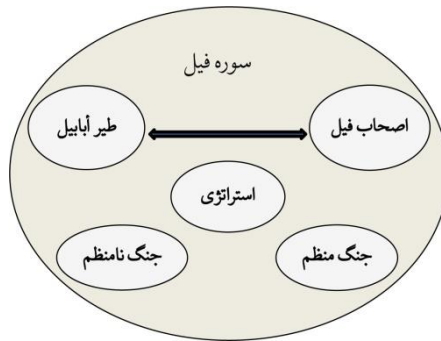 سوره فیل
اصحاب فیل
طیر أبابیل
استراتژی
جنگ منظم
جنگ نامنظم